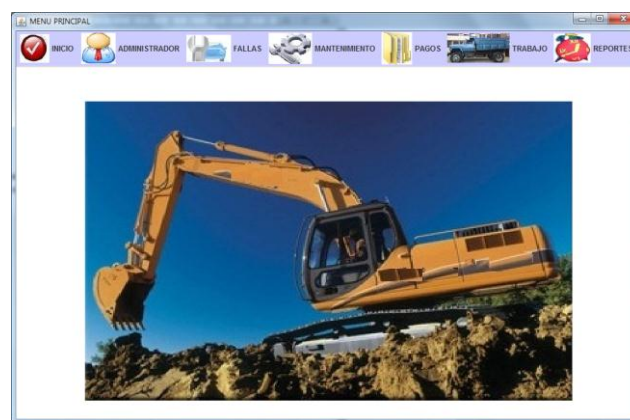 MENU PRINCIPAL
INICIO ADMINISTRADOR FALLAS MANTENIMIENTO PAGOS TRABAJO REPORTES